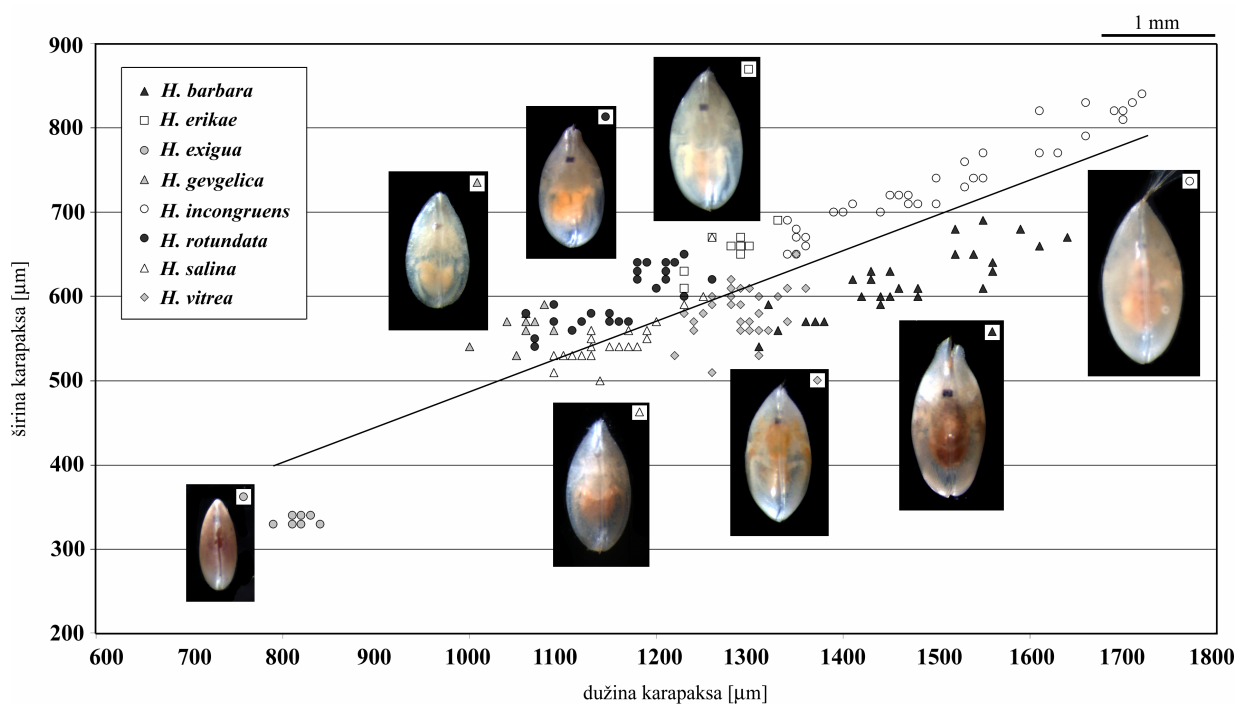 1 mm
900
800
700
600
500
400
300
200
H. barbara
H. erikae
H. exigua
H. gevgelica
H. incongruens
H. rotundata
H. salina
H. vitrea
širina karapaksa [µm]
600 700 800 900 1000 1100 1200 1300 1400 1500 1600 1700 1800
dužina karapaksa [µm]